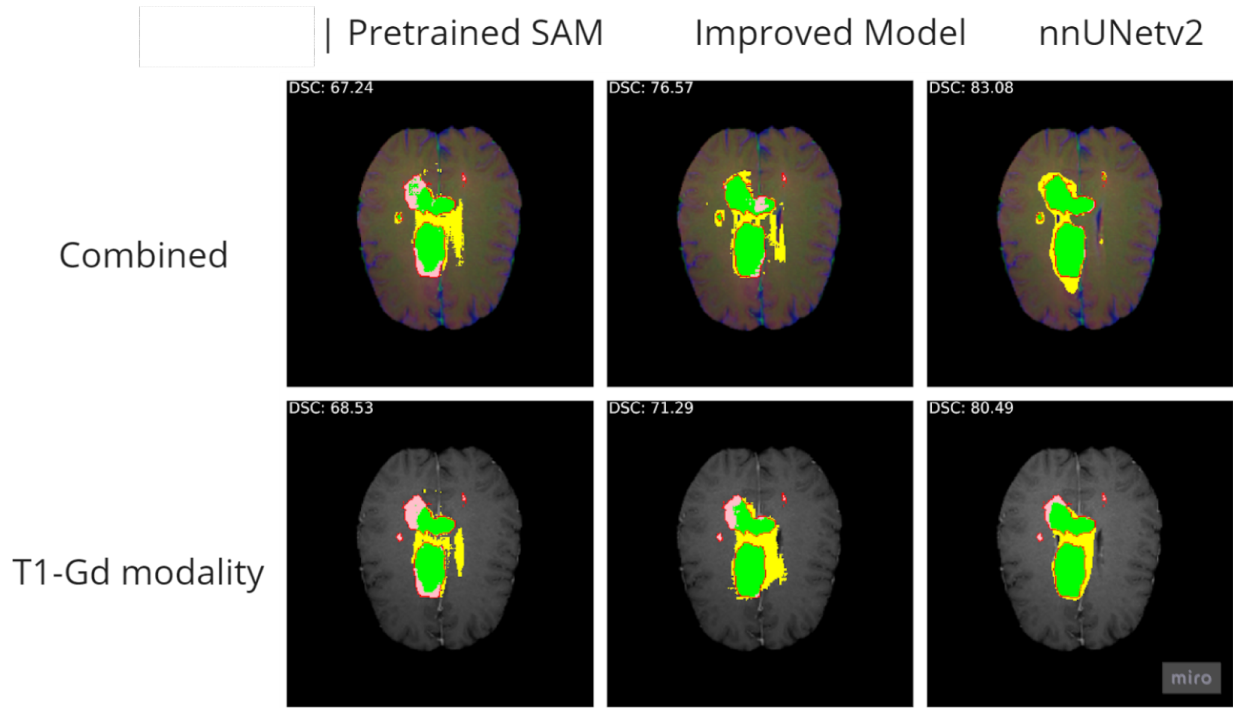 | Pretrained SAM Improved Model nnUNetv2
DSC: 67.24 DSC: 76.57 DSC: 83.08
Combined
DSC: 68.53 DSC: 71.29 DSC: 80.49
T1-Gd modality
miro